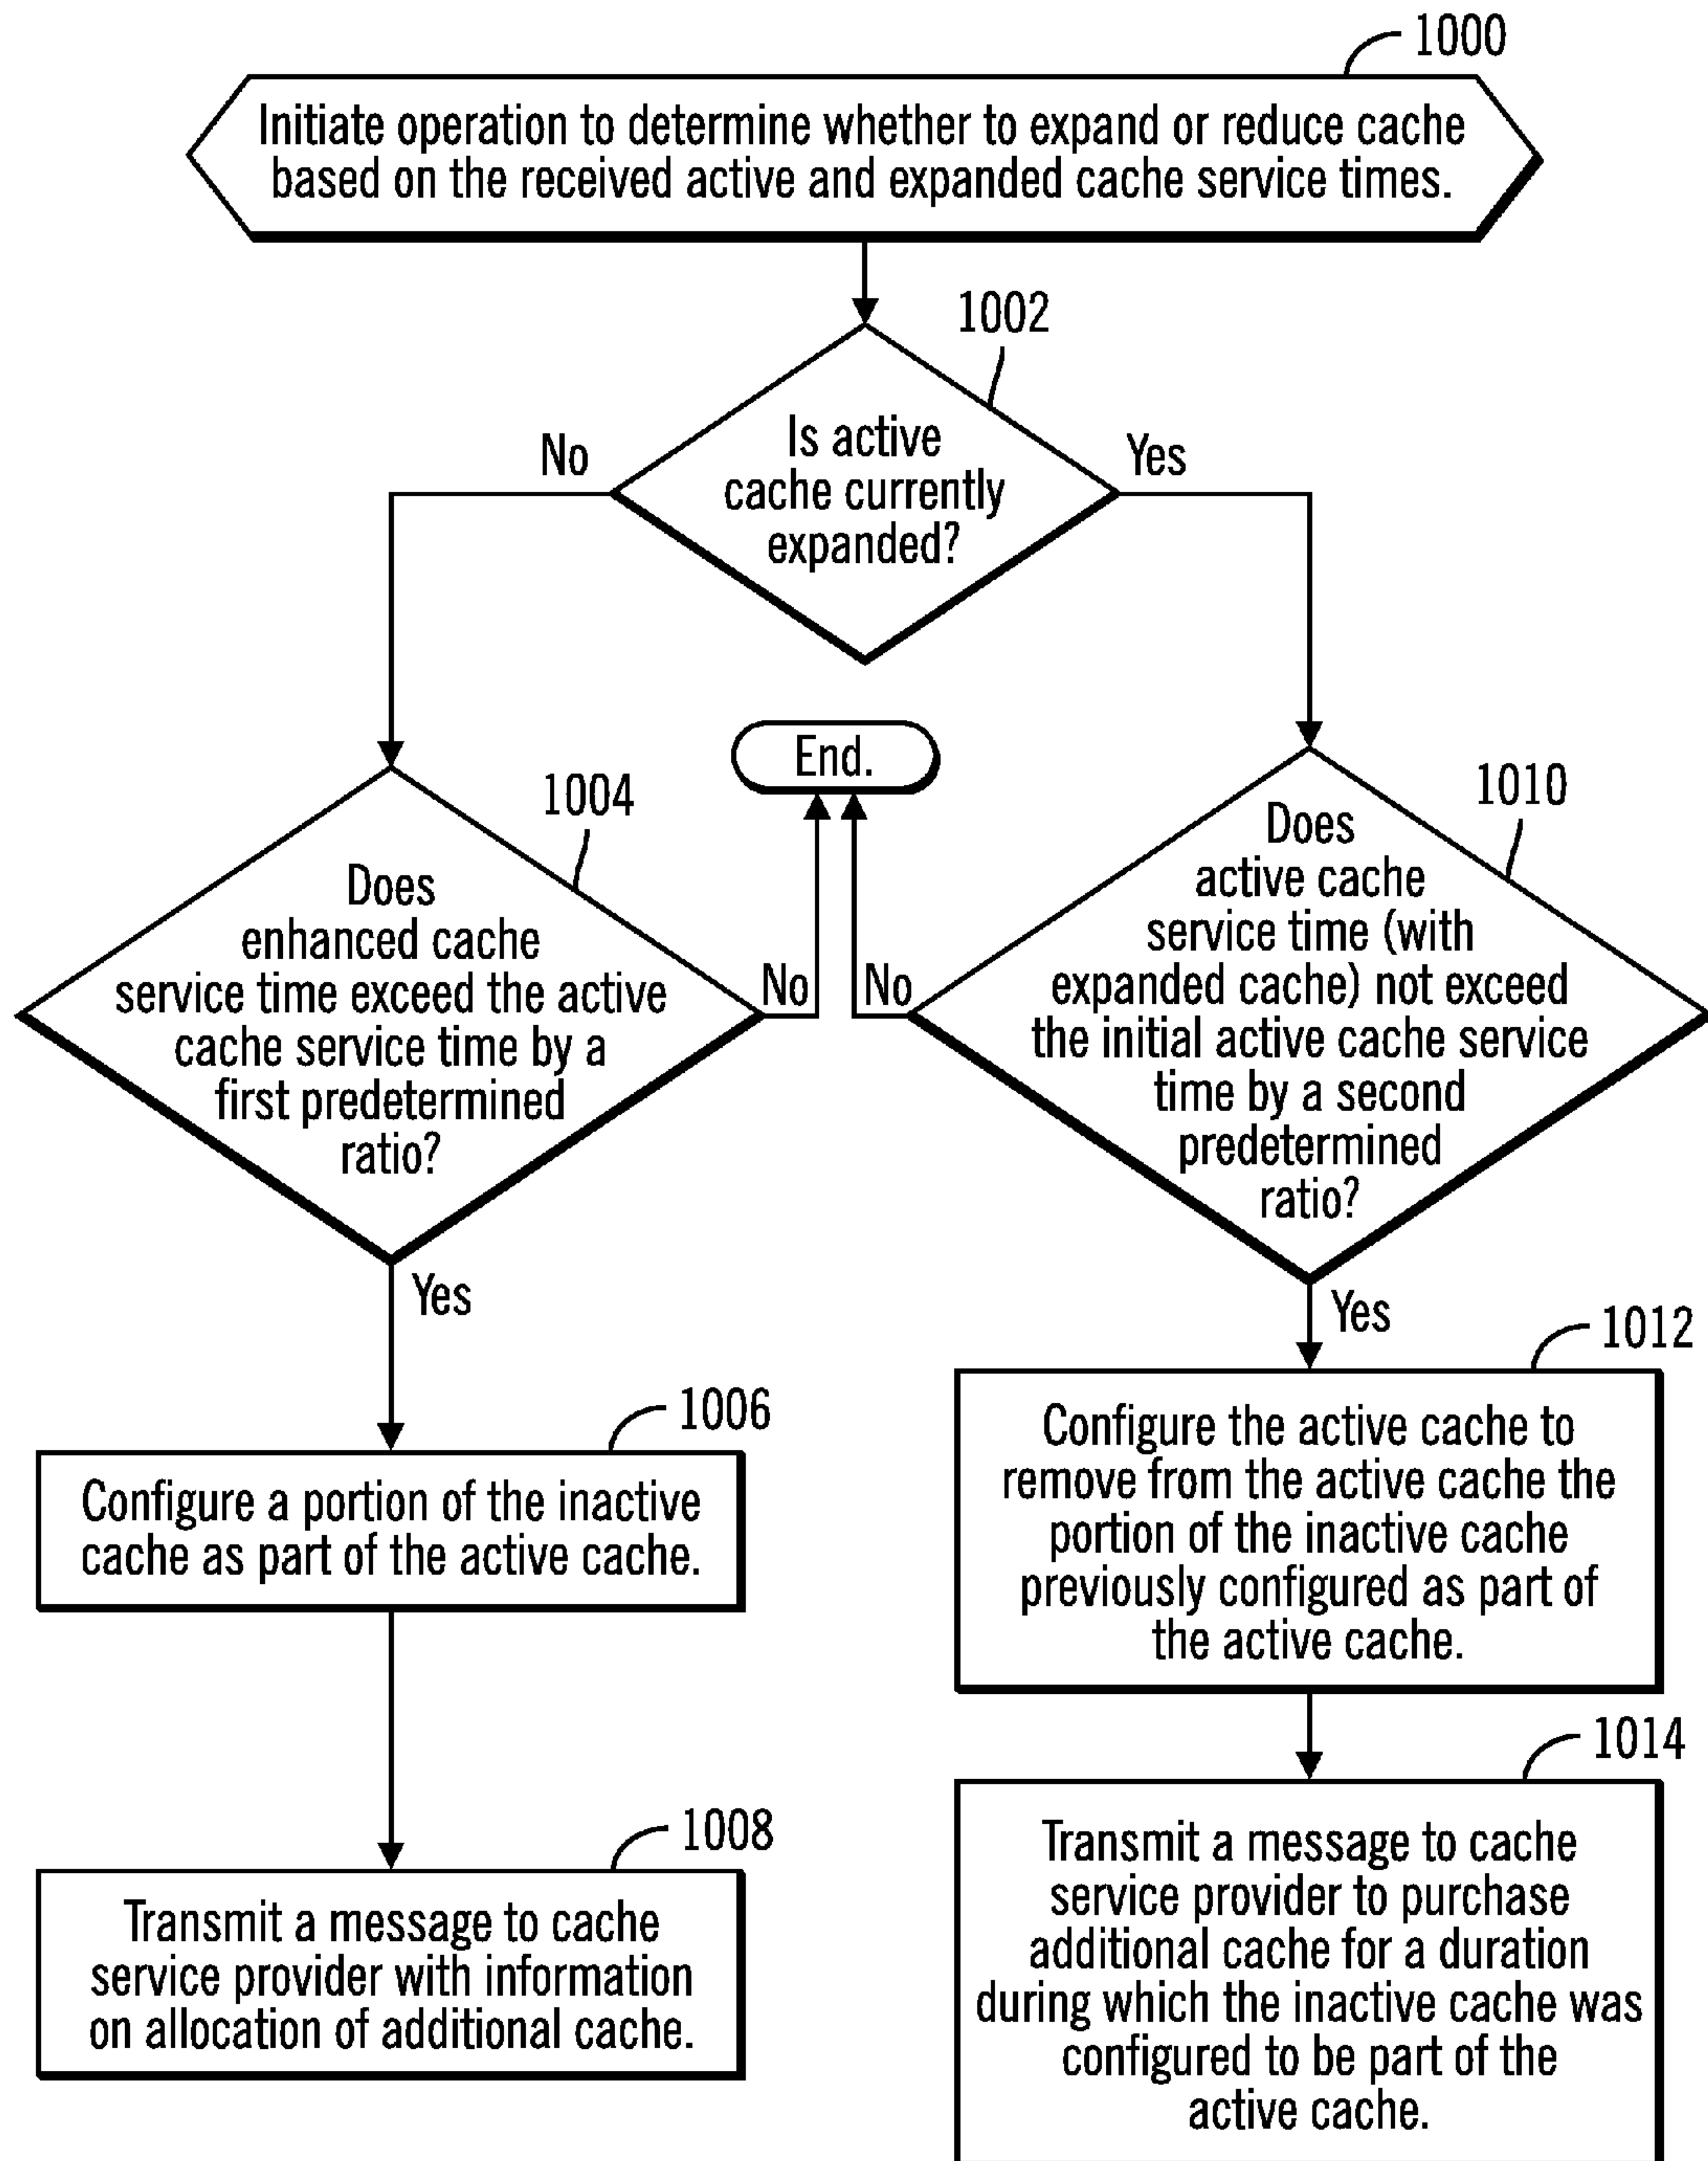 1000
Initiate operation to determine whether to expand or reduce cache
based on the received active and expanded cache service times.
1002
Is active
cache currently
expanded?
No
Yes
End.
1004
Does
enhanced cache
service time exceed the active
cache service time by a
first predetermined
ratio?
No
Yes
1010
Does
active cache
service time (with
expanded cache) not exceed
the initial active cache service
time by a second
predetermined
ratio?
No
Yes
1006
Configure a portion of the inactive
cache as part of the active cache.
1008
Transmit a message to cache
service provider with information
on allocation of additional cache.
1012
Configure the active cache to
remove from the active cache the
portion of the inactive cache
previously configured as part of
the active cache.
1014
Transmit a message to cache
service provider to purchase
additional cache for a duration
during which the inactive cache was
configured to be part of the
active cache.